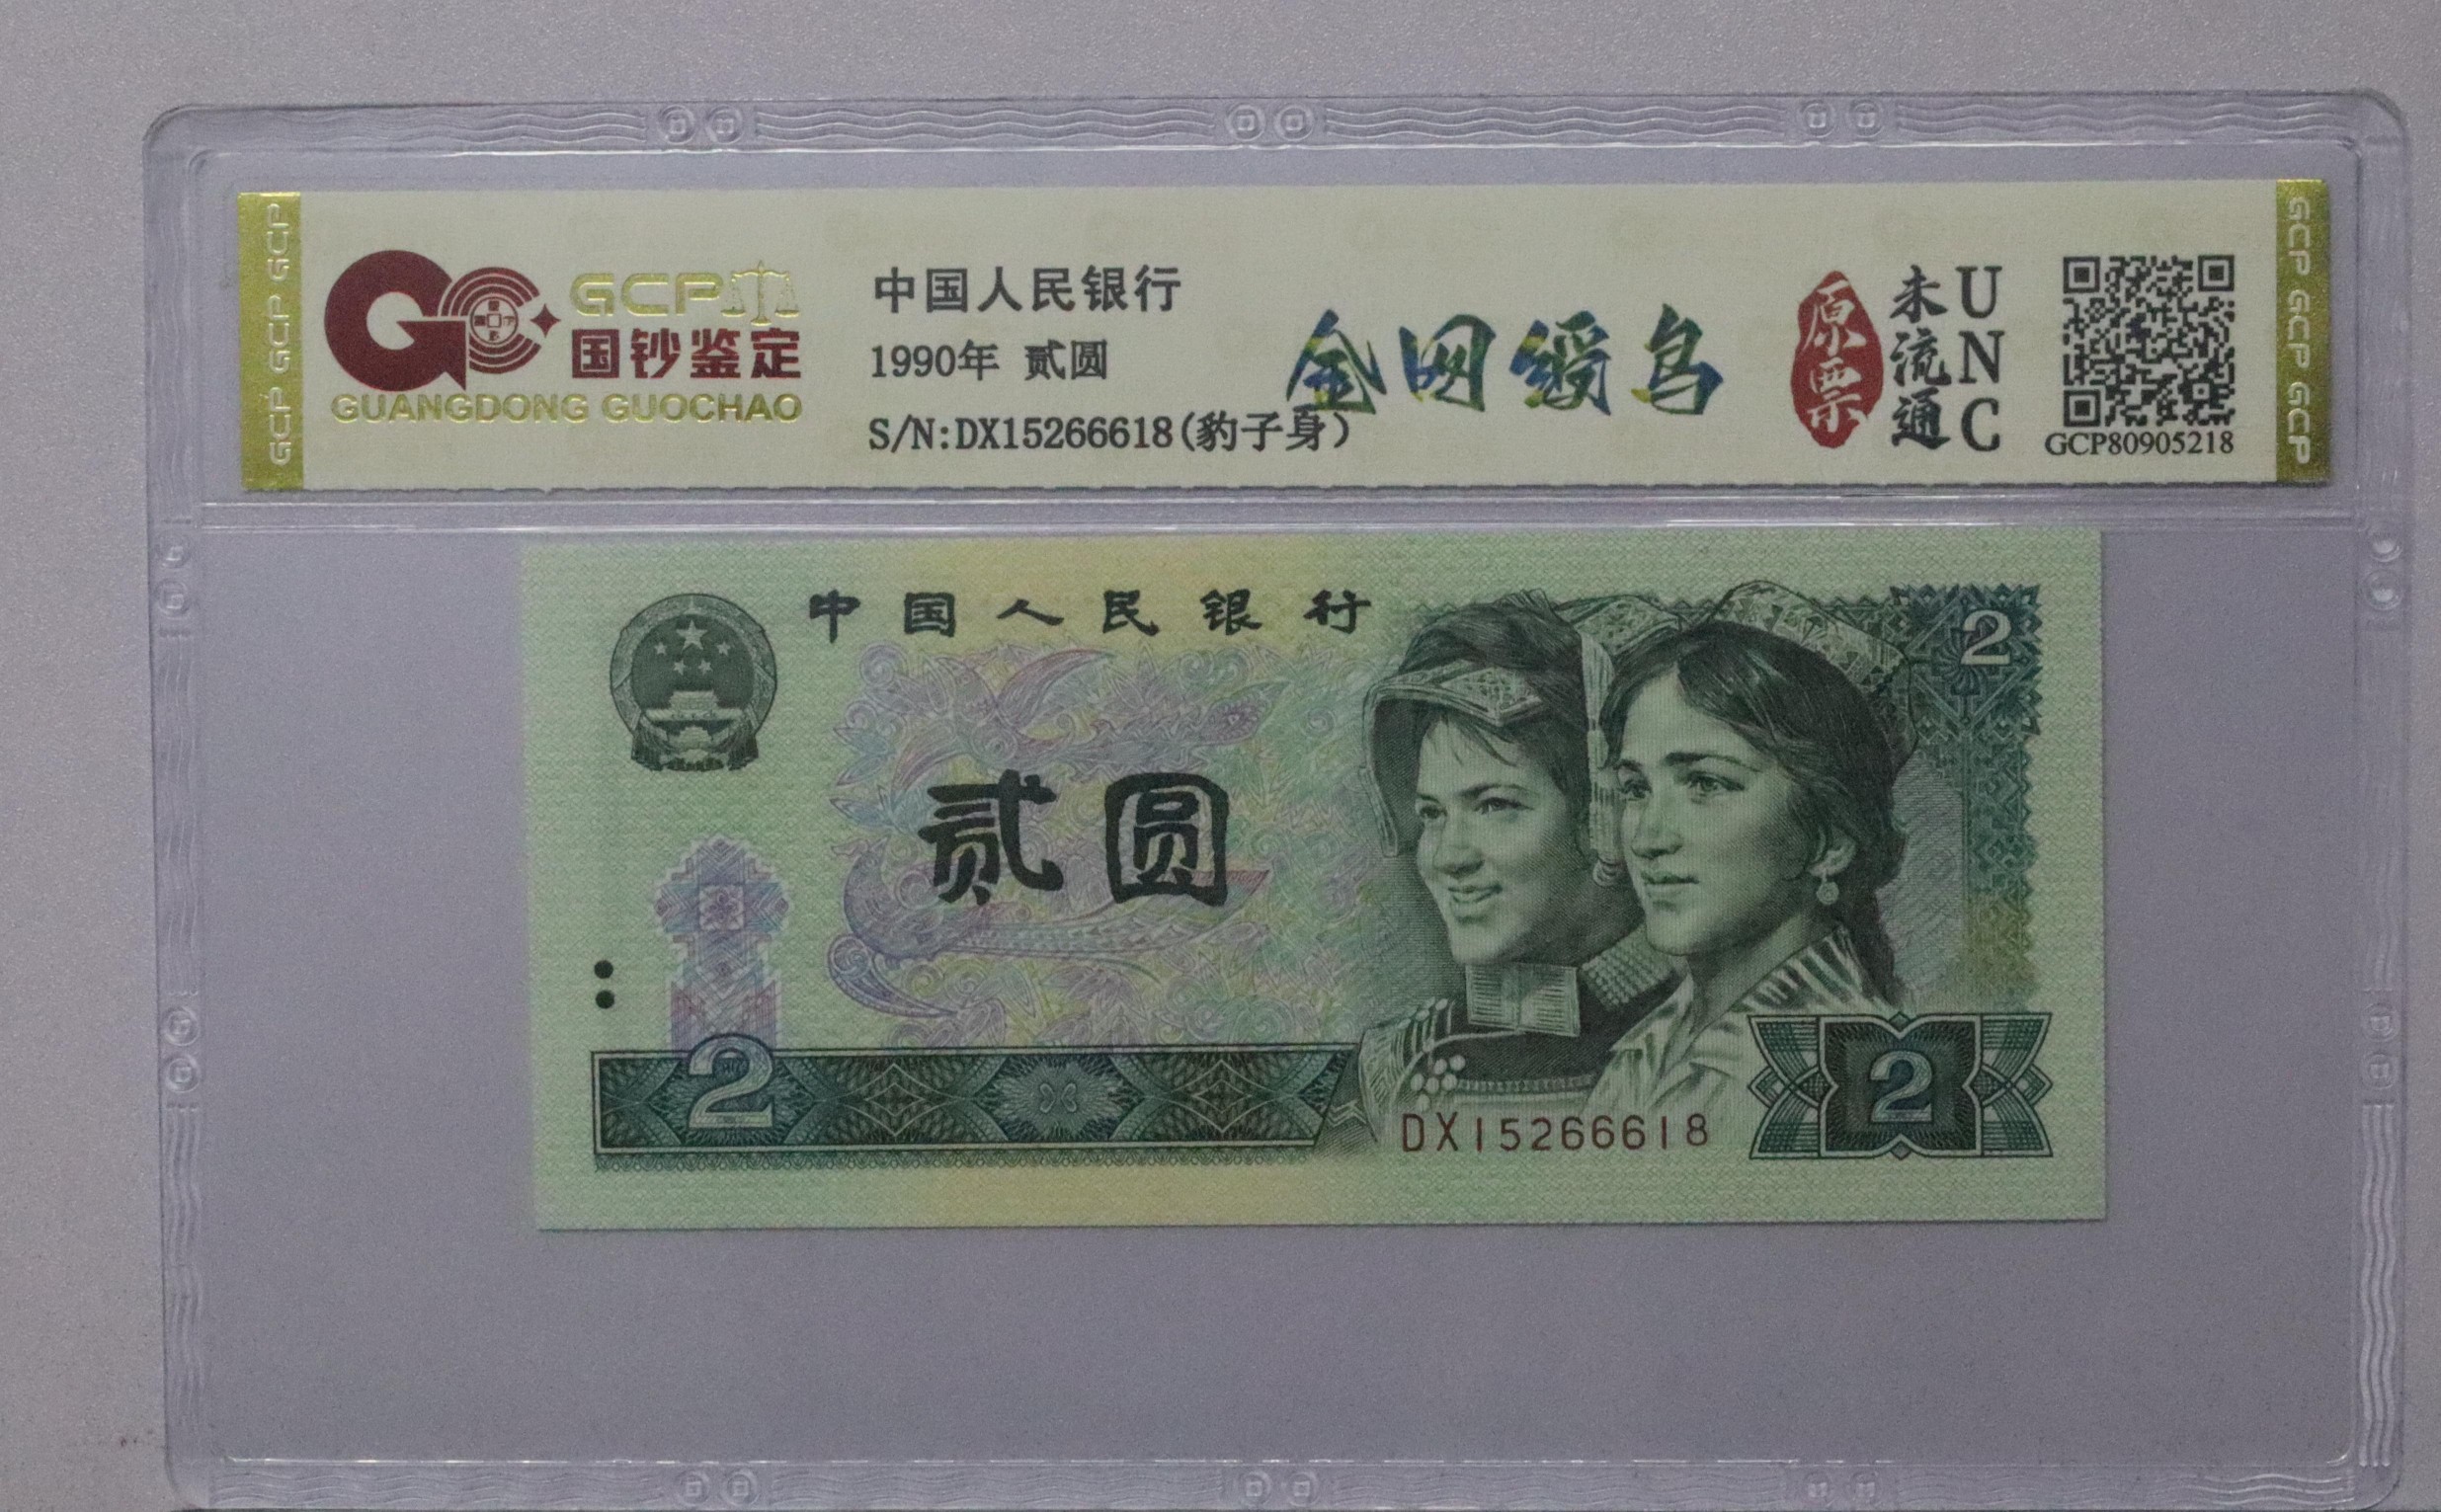 GCP GCP GCP
GCP
国钞鉴定
GUANGDONG GUOCHAO
中国人民银行
1990年 贰圆
S/N:DX15266618(豹子身)
金网绶鸟
原票
未流通
UNC
GCP80905218
GCP GCP GCP
中国人民银行
2
贰圆
2
DX15266618
2